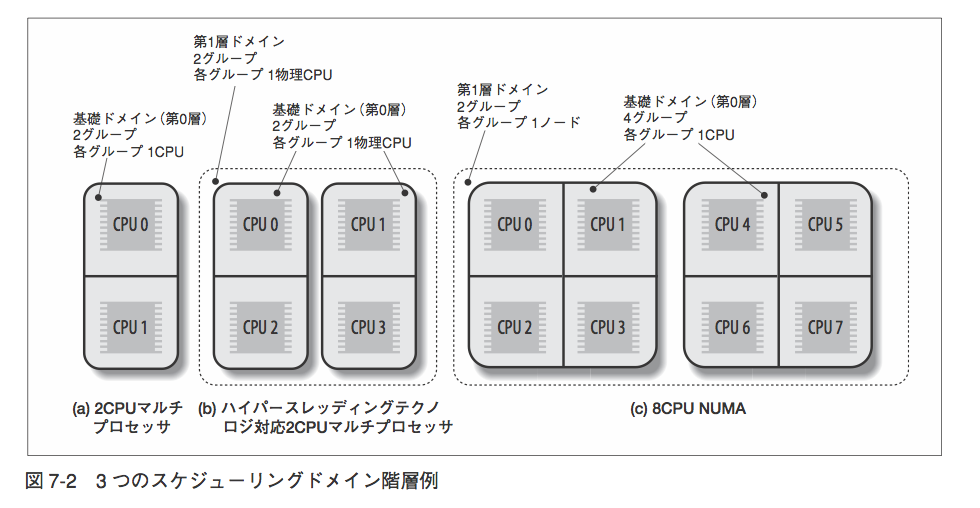 第1層ドメイン
2グループ
各グループ 1物理CPU
基礎ドメイン(第0層)
2グループ
各グループ 1CPU
基礎ドメイン(第0層)
2グループ
各グループ 1物理CPU
第1層ドメイン
2グループ
各グループ 1ノード
基礎ドメイン(第0層)
4グループ
各グループ 1CPU
CPU 0
CPU 1
CPU 0
CPU 1
CPU 2
CPU 3
CPU 0
CPU 1
CPU 2
CPU 3
CPU 4
CPU 5
CPU 6
CPU 7
(a) 2CPUマルチ
プロセッサ
(b) ハイパースレッディングテクノ
ロジ対応2CPUマルチプロセッサ
(c) 8CPU NUMA
図 7-2 3 つのスケジューリングドメイン階層例